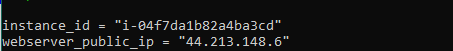 instance_id = "i-04f7da1b82a4ba3cd"
webserver_public_ip = "44.213.148.6"